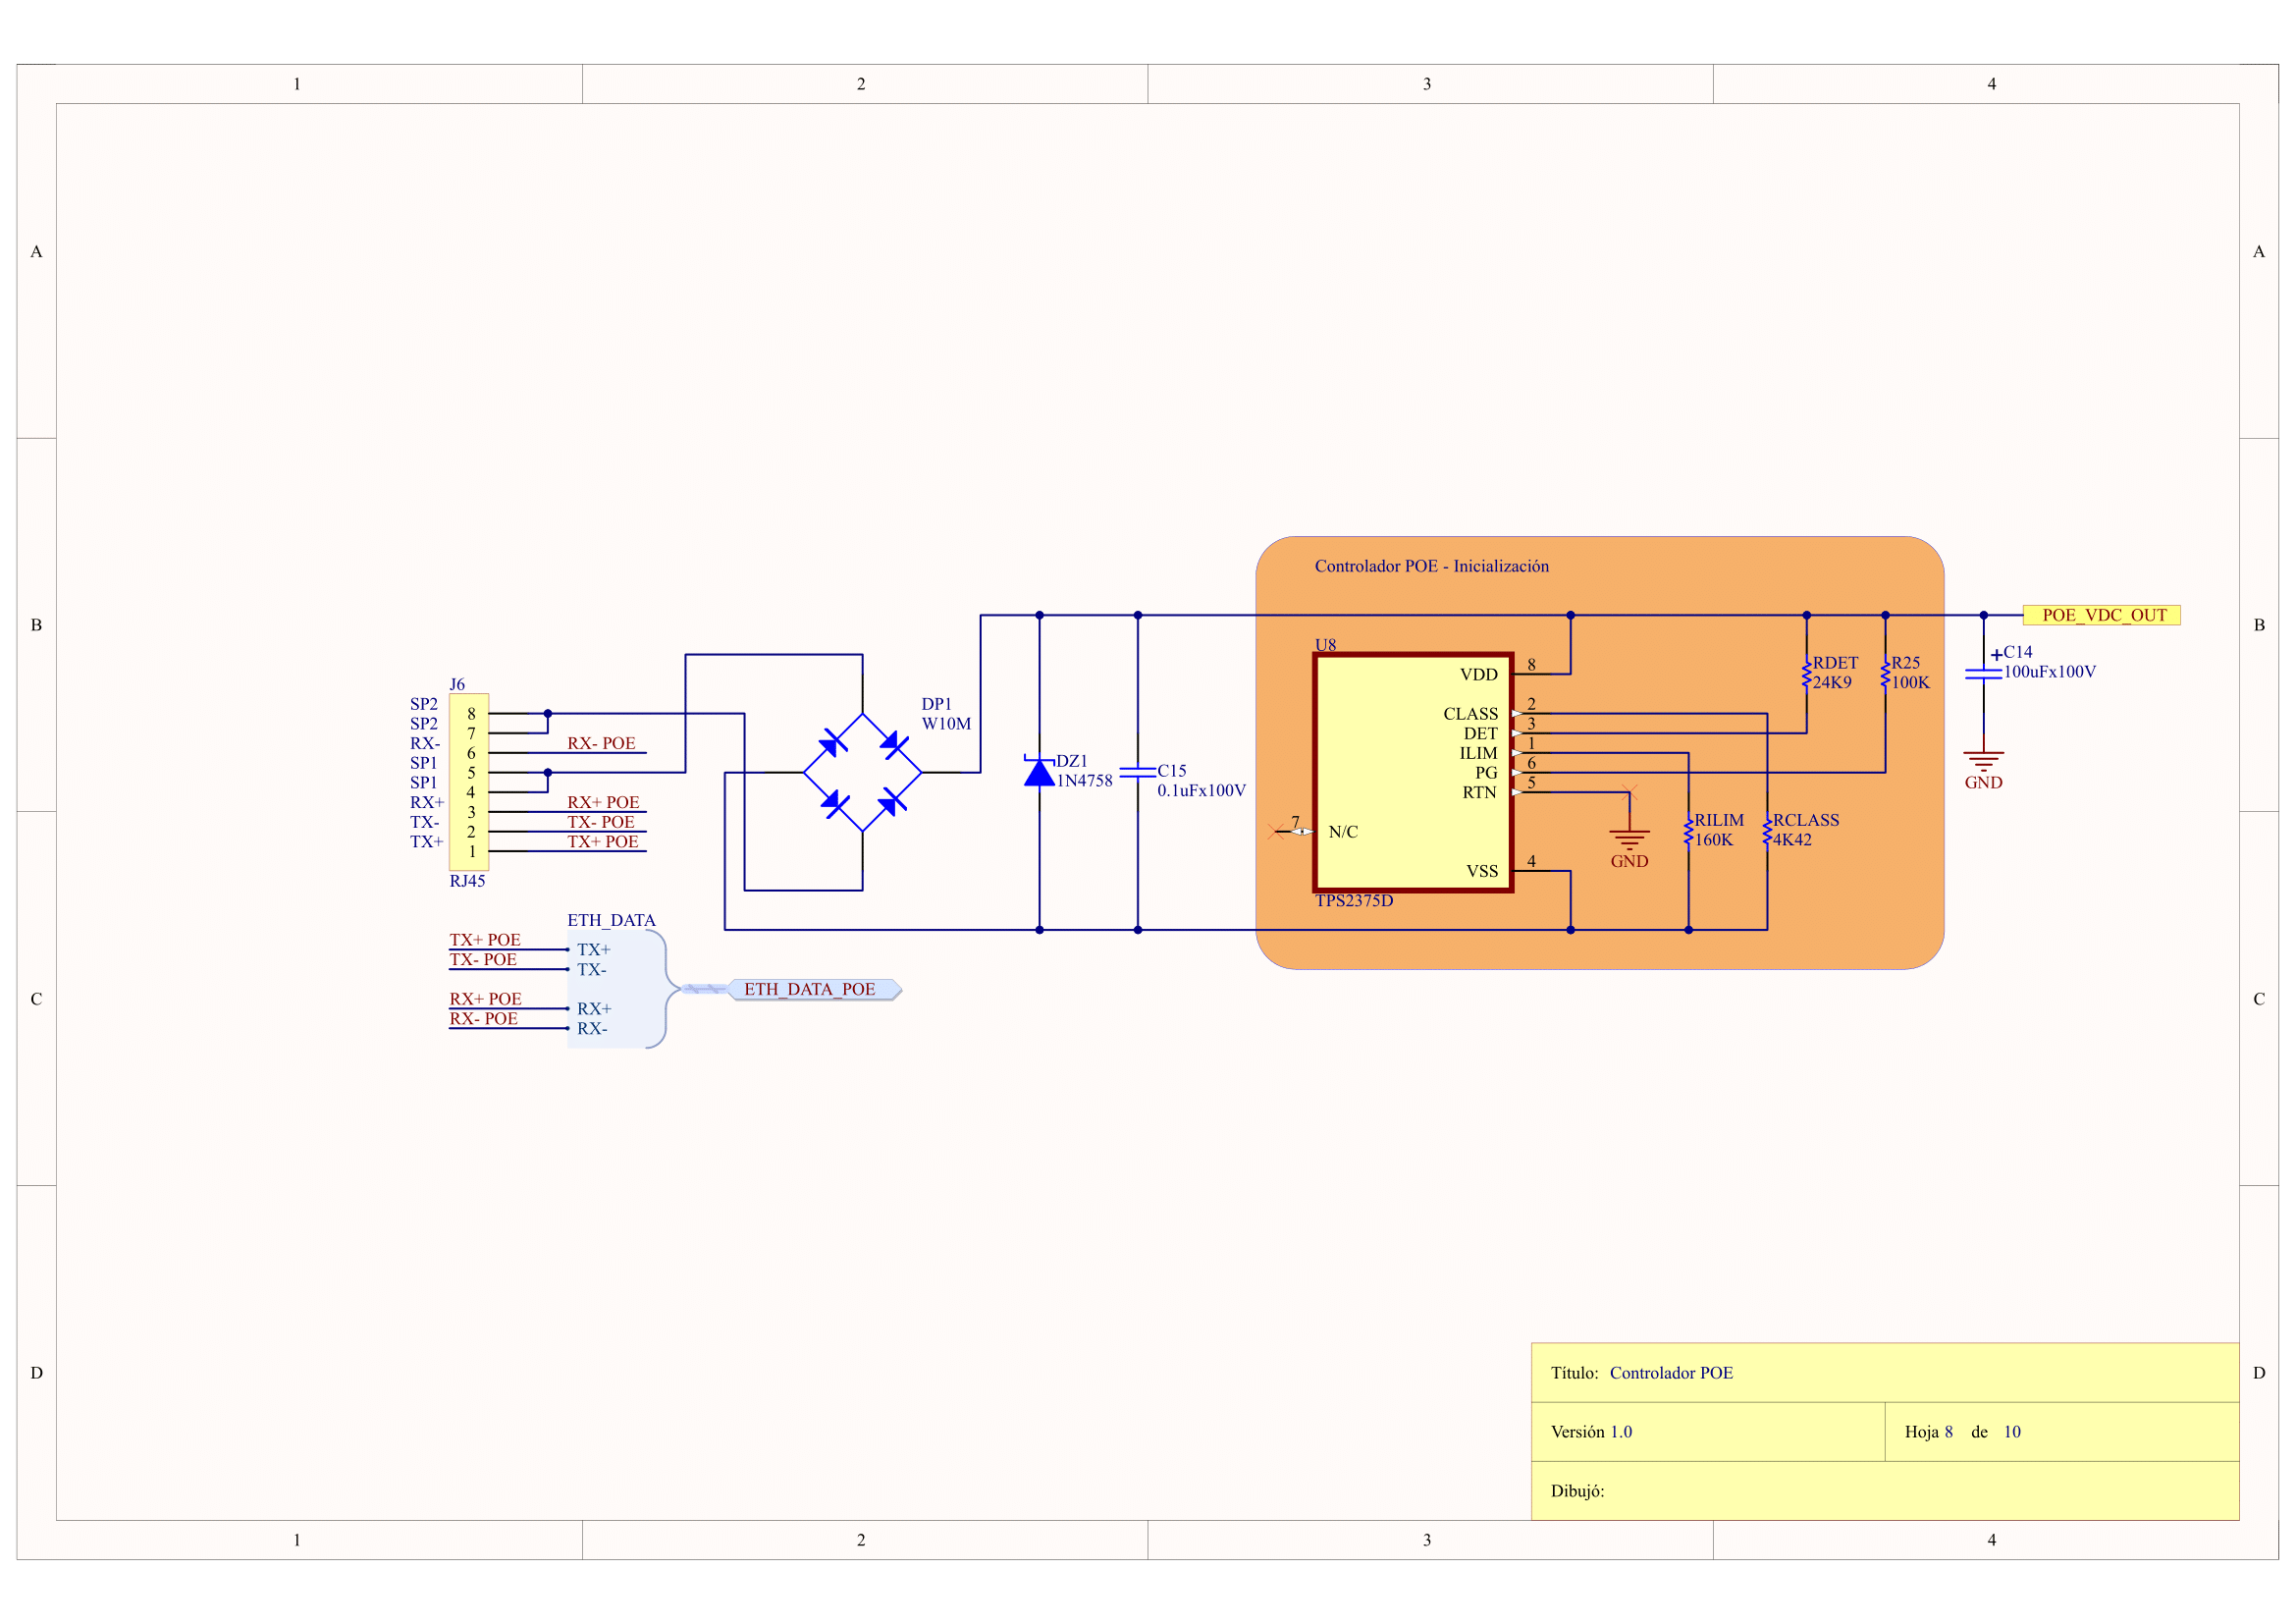 1 2 3 4
A A
B B
C C
D D
Controlador POE - Inicialización
POE_VDC_OUT
U8
VDD 8
CLASS 2
DET 3
ILIM 1
PG 6
RTN 5
7 N/C
VSS 4
TPS2375D
RDET
24K9
R25
100K
+C14
100uFx100V
GND
GND
RILIM
160K
RCLASS
4K42
J6
SP2 8
SP2 7
RX- 6 RX- POE
SP1 5
SP1 4
RX+ 3 RX+ POE
TX- 2 TX- POE
TX+ 1 TX+ POE
RJ45
DP1
W10M
DZ1
1N4758
C15
0.1uFx100V
ETH_DATA
TX+ POE TX+
TX- POE TX-
RX+ POE RX+
RX- POE RX-
ETH_DATA_POE
Título: Controlador POE
Versión 1.0 Hoja 8 de 10
Dibujó:
1 2 3 4